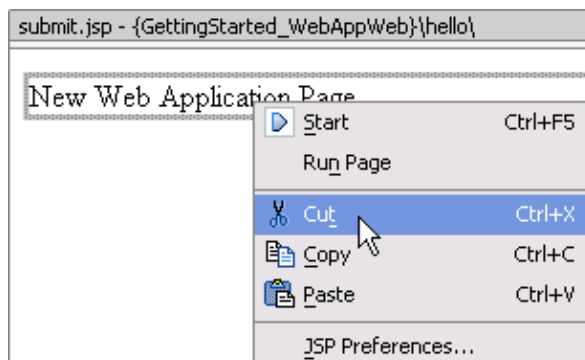 submit.jsp - {GettingStarted_WebAppWeb}\hello\
New Web Application Page
Start Ctrl+F5
Run Page
Cut Ctrl+X
Copy Ctrl+C
Paste Ctrl+V
JSP Preferences...